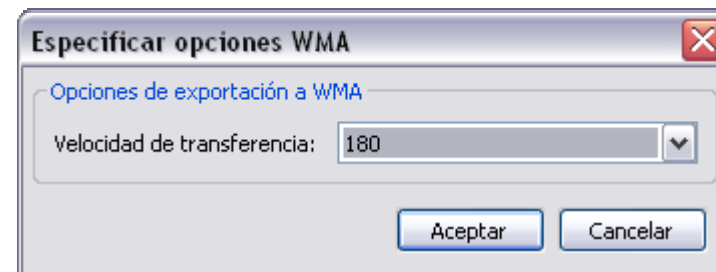 Especificar opciones WMA
Opciones de exportación a WMA
Velocidad de transferencia: 180
Aceptar Cancelar